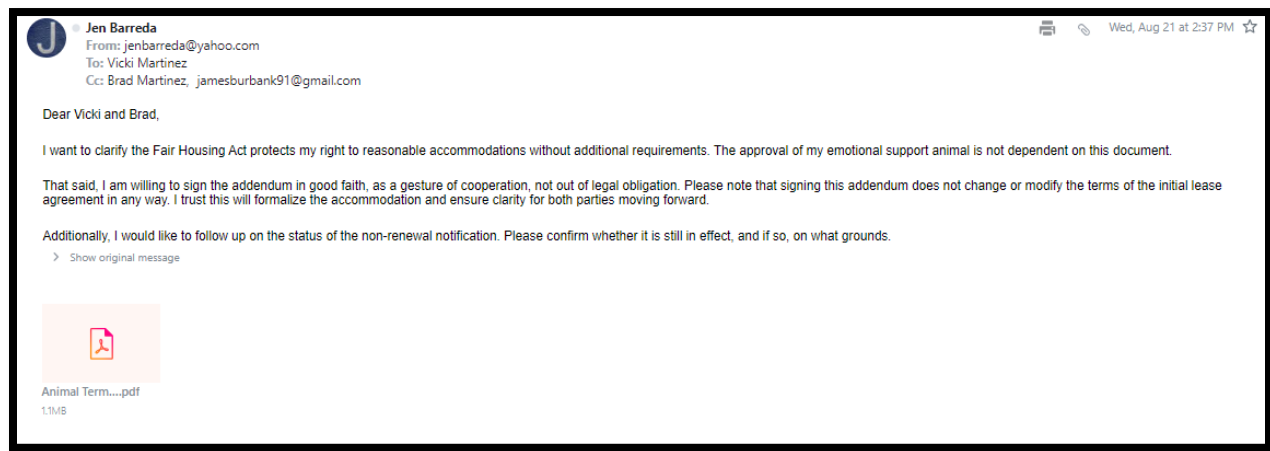 J
Jen Barreda
Wed, Aug 21 at 2:37 PM
From: jenbarreda@yahoo.com
To: Vicki Martinez
Cc: Brad Martinez, jamesburbank91@gmail.com
Dear Vicki and Brad,
I want to clarify the Fair Housing Act protects my right to reasonable accommodations without additional requirements. The approval of my emotional support animal is not dependent on this document.
That said, I am willing to sign the addendum in good faith, as a gesture of cooperation, not out of legal obligation. Please note that signing this addendum does not change or modify the terms of the initial lease
agreement in any way. I trust this will formalize the accommodation and ensure clarity for both parties moving forward.
Additionally, I would like to follow up on the status of the non-renewal notification. Please confirm whether it is still in effect, and if so, on what grounds.
Show original message
Animal Term....pdf
1.1MB